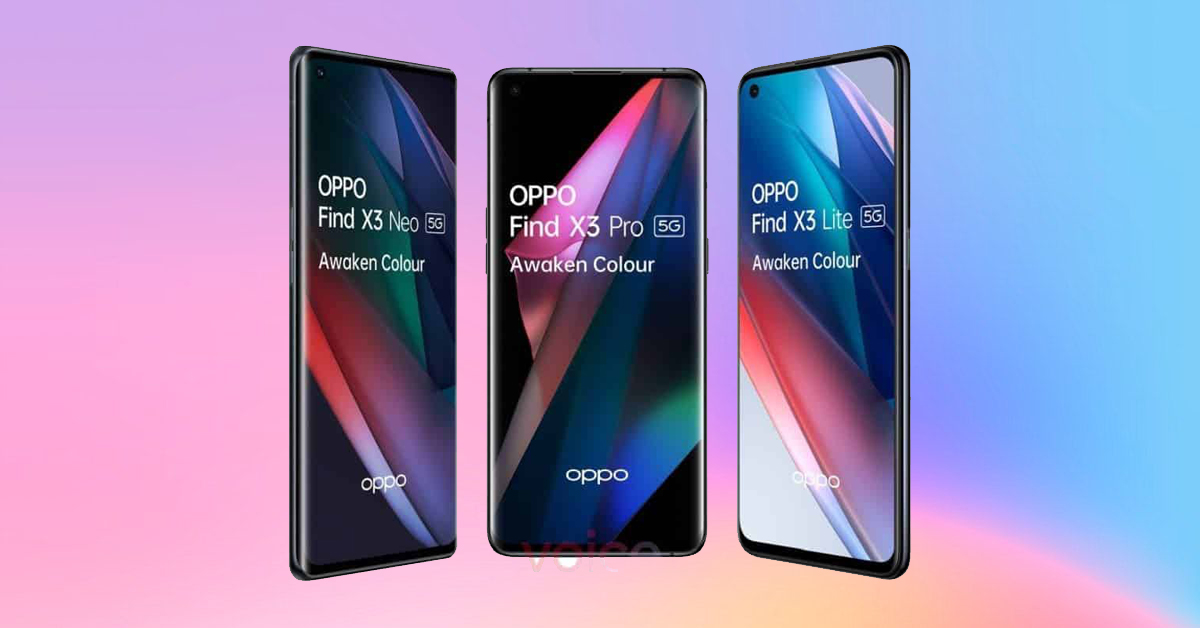 OPPO
Find X3 Neo 5G
Awaken Colour
oppo
OPPO
Find X3 Pro 5G
Awaken Colour
oppo
OPPO
Find X3 Lite 5G
Awaken Colour
oppo
voice